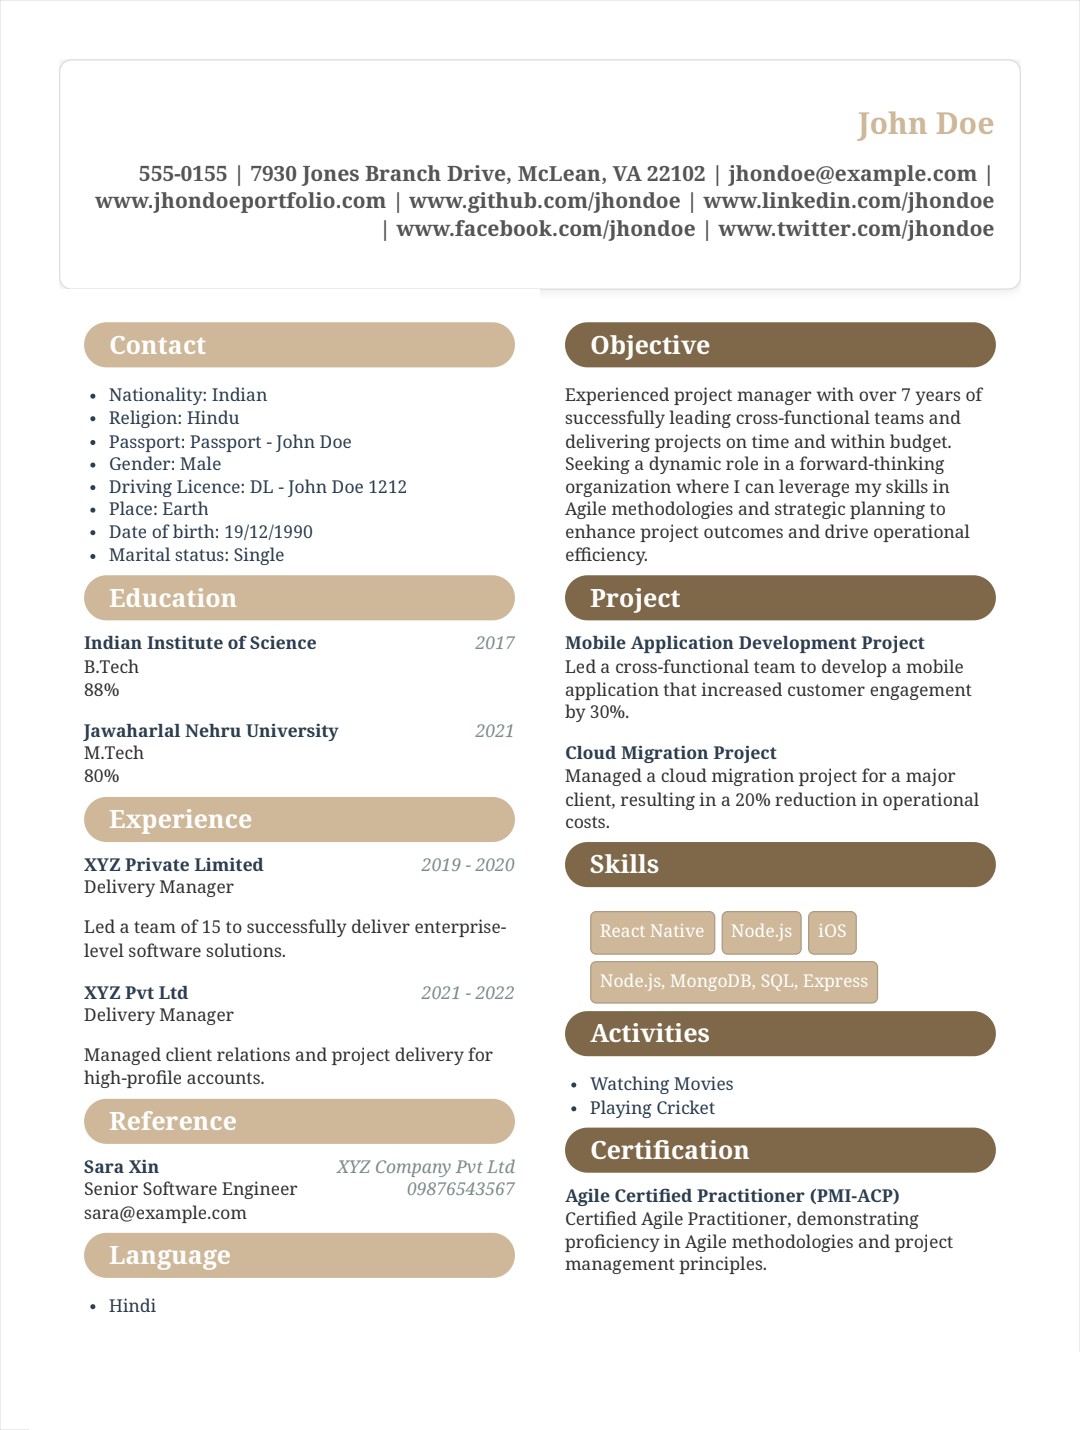 John Doe
555-0155 | 7930 Jones Branch Drive, McLean, VA 22102 | jhondoe@example.com |
www.jhondoeportfolio.com | www.github.com/jhondoe | www.linkedin.com/jhondoe
| www.facebook.com/jhondoe | www.twitter.com/jhondoe
Contact
• Nationality: Indian
• Religion: Hindu
• Passport: Passport - John Doe
• Gender: Male
• Driving Licence: DL - John Doe 1212
• Place: Earth
• Date of birth: 19/12/1990
• Marital status: Single
Education
Indian Institute of Science 2017
B.Tech
88%
Jawaharlal Nehru University 2021
M.Tech
80%
Experience
XYZ Private Limited 2019 - 2020
Delivery Manager
Led a team of 15 to successfully deliver enterprise-
level software solutions.
XYZ Pvt Ltd 2021 - 2022
Delivery Manager
Managed client relations and project delivery for
high-profile accounts.
Reference
Sara Xin XYZ Company Pvt Ltd
Senior Software Engineer 09876543567
sara@example.com
Language
• Hindi
Objective
Experienced project manager with over 7 years of
successfully leading cross-functional teams and
delivering projects on time and within budget.
Seeking a dynamic role in a forward-thinking
organization where I can leverage my skills in
Agile methodologies and strategic planning to
enhance project outcomes and drive operational
efficiency.
Project
Mobile Application Development Project
Led a cross-functional team to develop a mobile
application that increased customer engagement
by 30%.
Cloud Migration Project
Managed a cloud migration project for a major
client, resulting in a 20% reduction in operational
costs.
Skills
React Native Node.js iOS
Node.js, MongoDB, SQL, Express
Activities
• Watching Movies
• Playing Cricket
Certification
Agile Certified Practitioner (PMI-ACP)
Certified Agile Practitioner, demonstrating
proficiency in Agile methodologies and project
management principles.